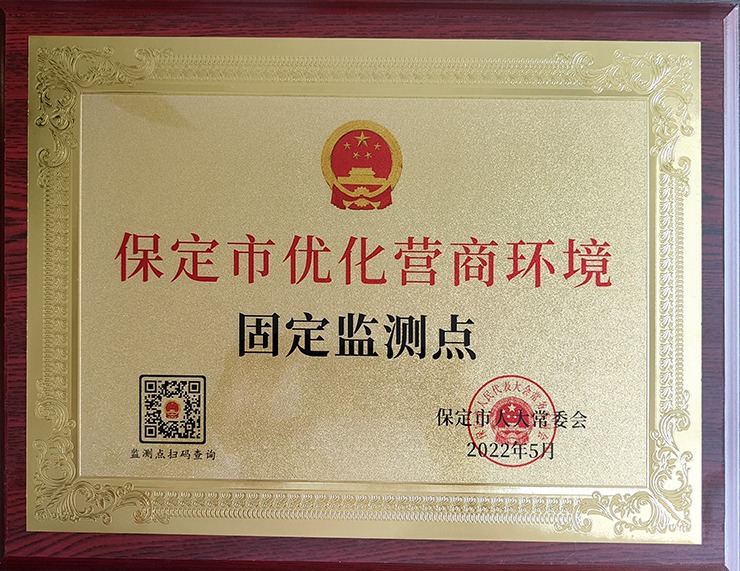 保定市优化营商环境
固定监测点
监测点扫码查询
保定市人大常委会
2022年5月